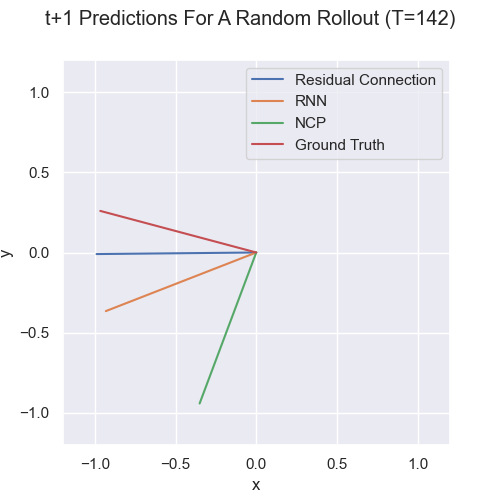 t+1 Predictions For A Random Rollout (T=142)
Residual Connection
RNN
NCP
Ground Truth
1.0
0.5
0.0
−0.5
−1.0
y
−1.0 −0.5 0.0 0.5 1.0
x